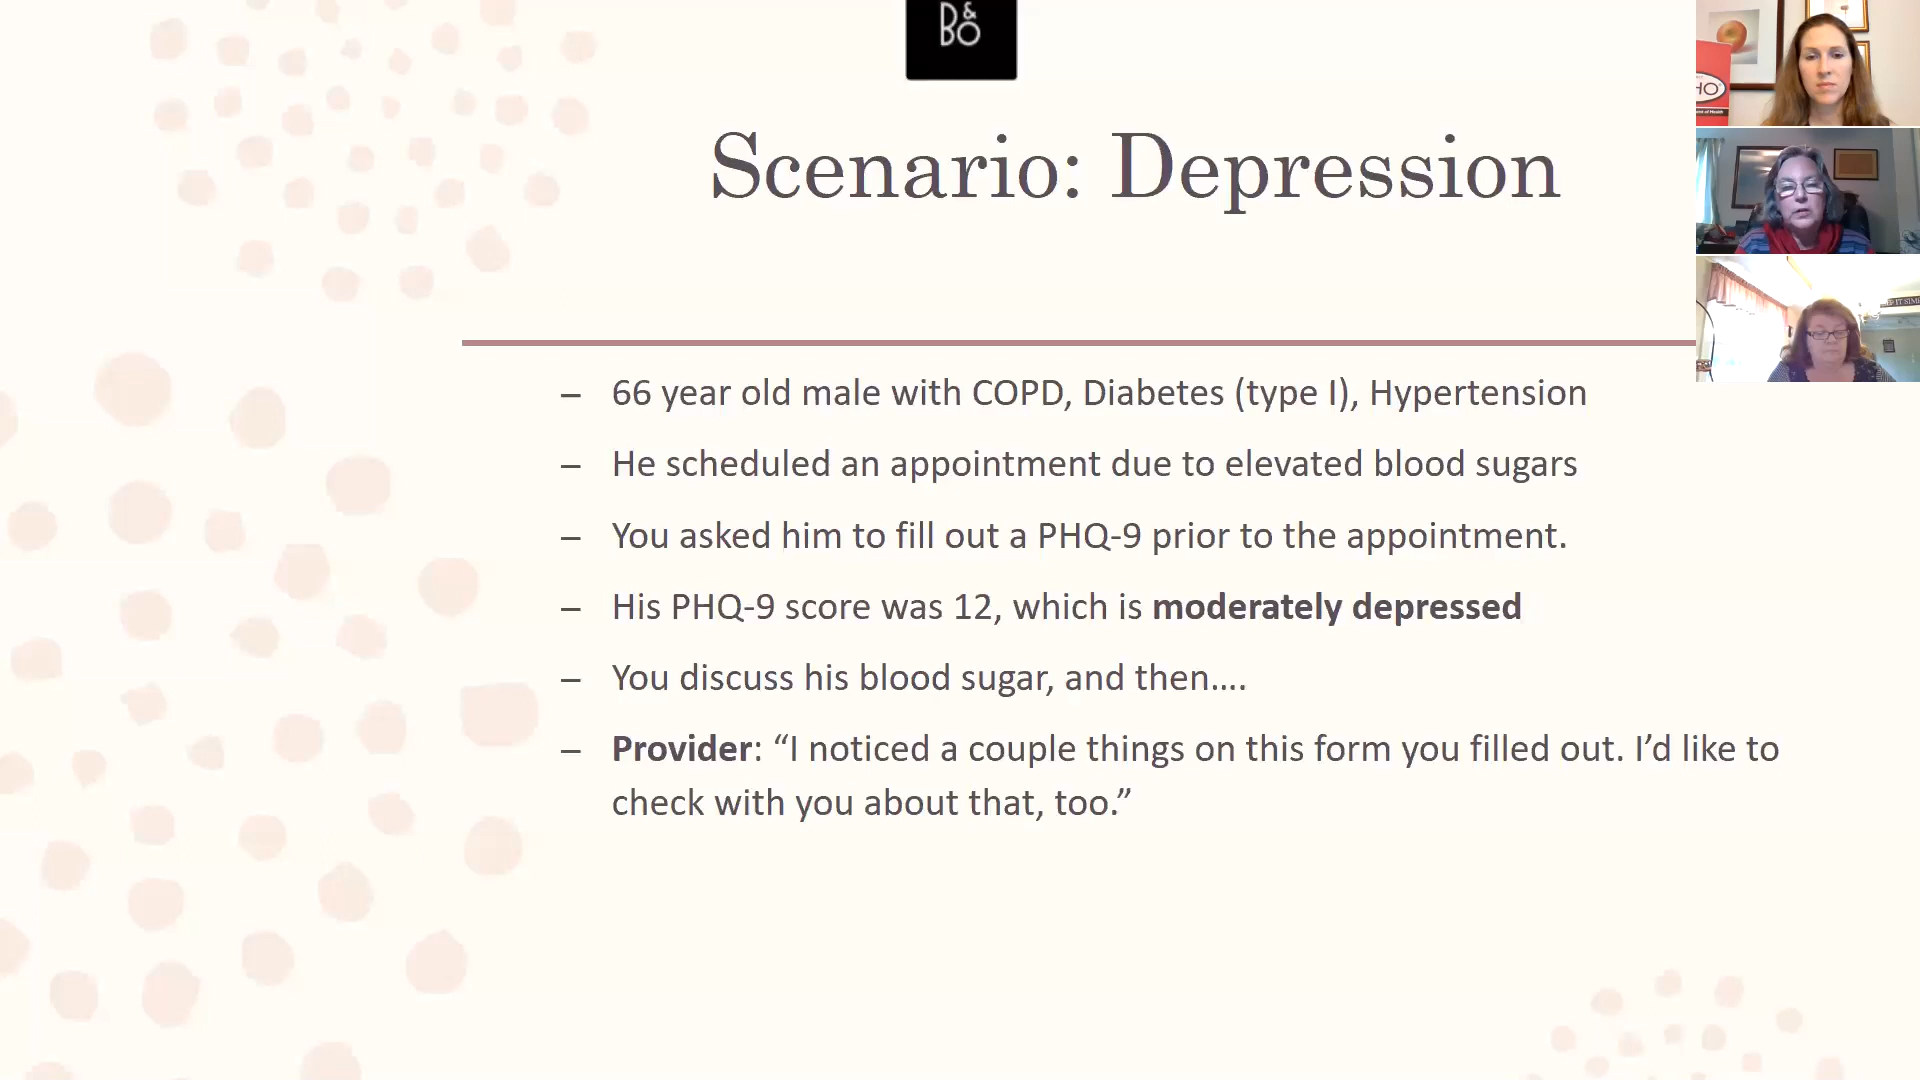 B&O
Scenario: Depression
HO
– 66 year old male with COPD, Diabetes (type I), Hypertension
– He scheduled an appointment due to elevated blood sugars
– You asked him to fill out a PHQ-9 prior to the appointment.
– His PHQ-9 score was 12, which is moderately depressed
– You discuss his blood sugar, and then....
– Provider: “I noticed a couple things on this form you filled out. I’d like to
check with you about that, too.”